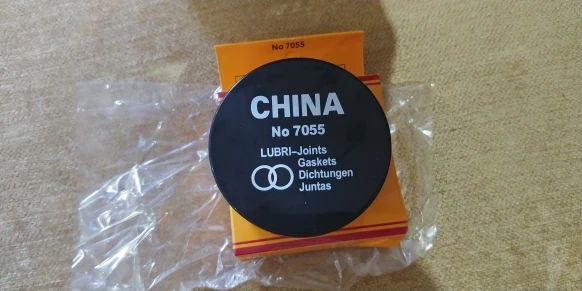 No 7055
CHINA
No 7055
LUBRI–Joints
Gaskets
Dichtungen
Juntas